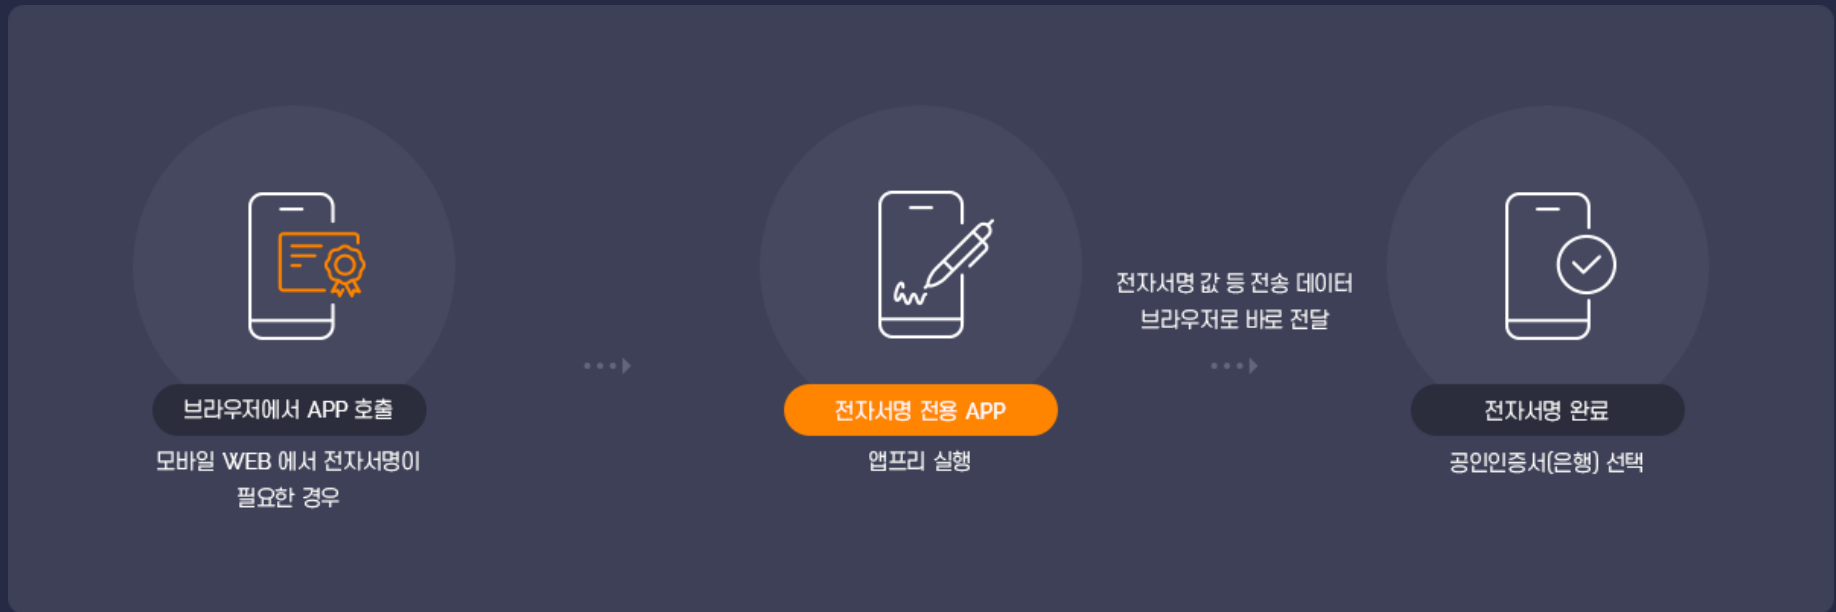 브라우저에서 APP 호출
모바일 WEB 에서 전자서명이
필요한 경우
전자서명 전용 APP
앱프리 실행
전자서명 값 등 전송 데이터
브라우저로 바로 전달
전자서명 완료
공인인증서(은행) 선택